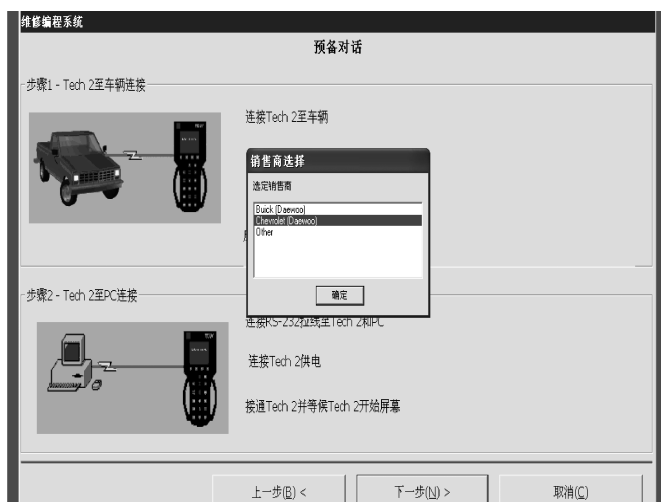 维修编程系统
预备对话
步骤1 - Tech 2至车辆连接
连接Tech 2至车辆
销售商选择
选定销售商
Buick (Daewoo)
Chevrolet (Daewoo)
Other
确定
步骤2 - Tech 2至PC连接
连接RS-232拉线至Tech 2和PC
连接Tech 2供电
接通Tech 2并等侯Tech 2开始屏幕
上一步(B) <
下一步(N) >
取消(C)